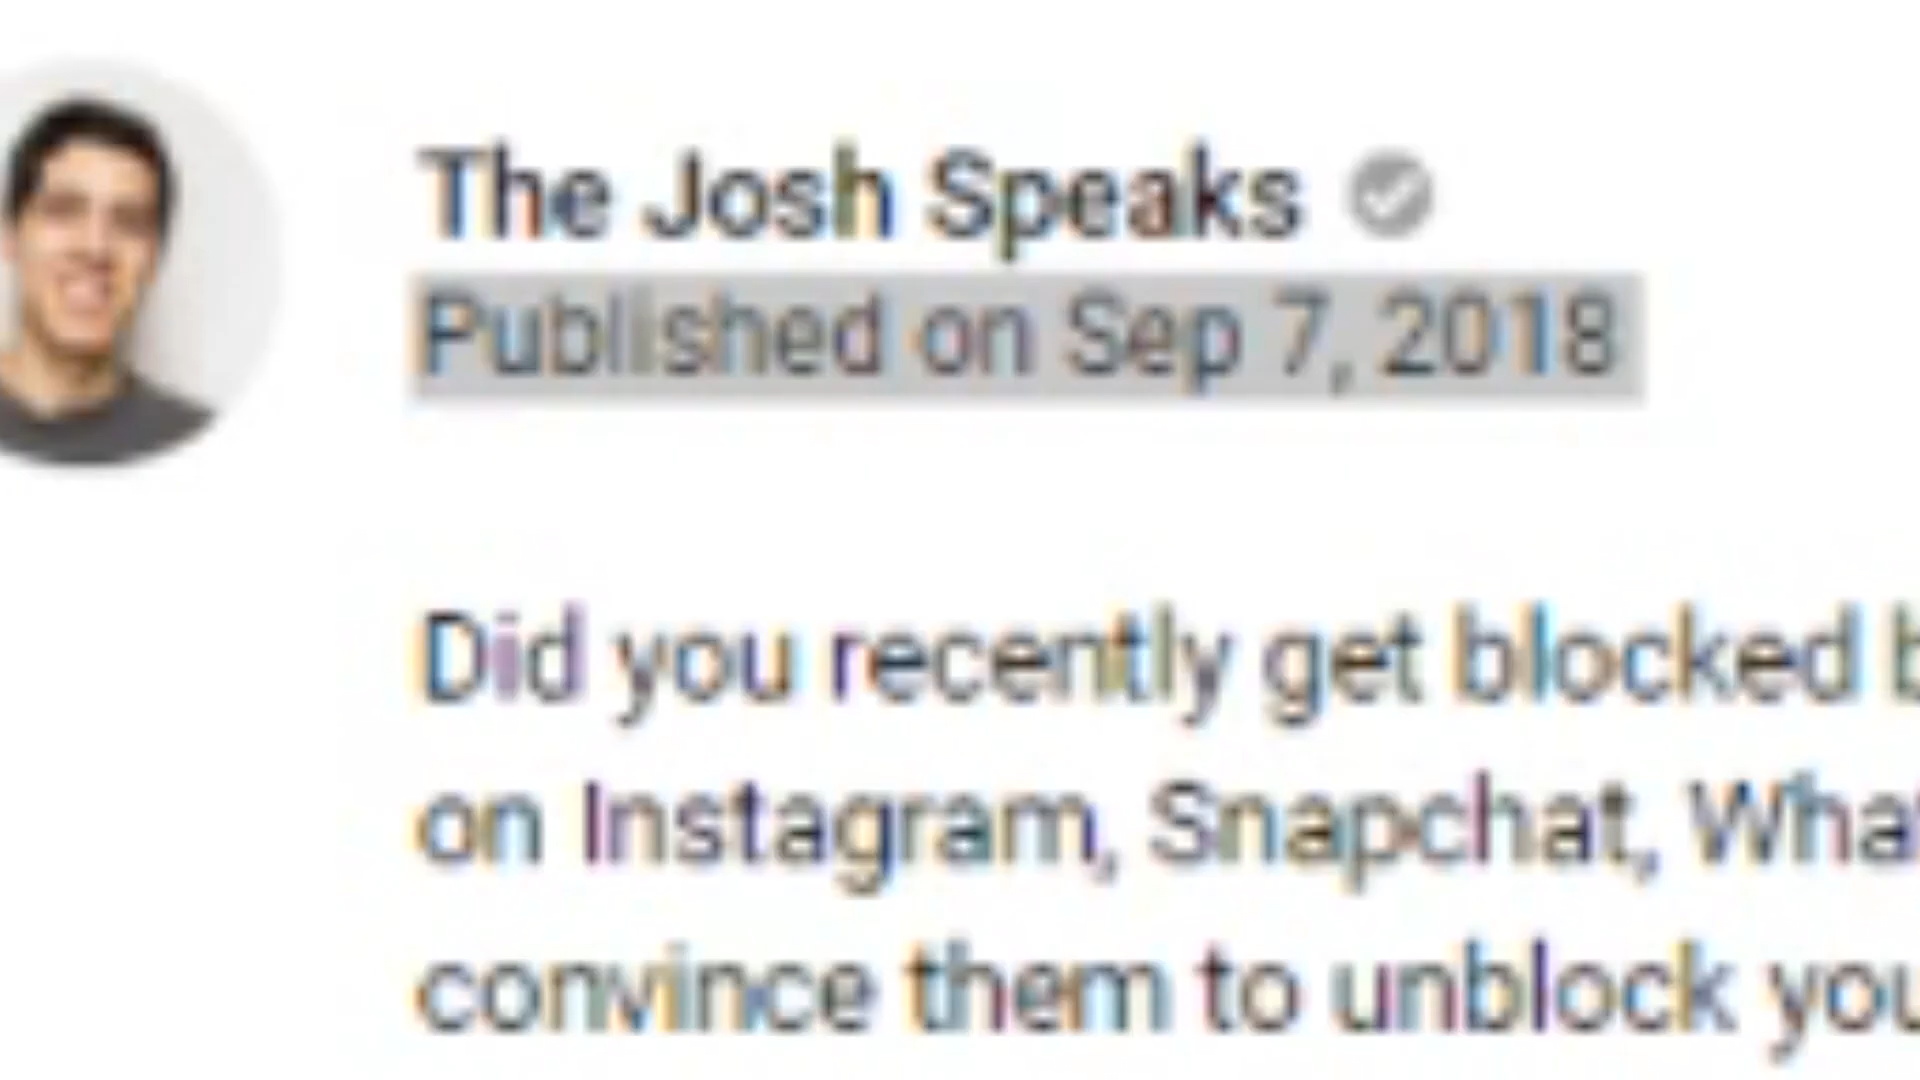 The Josh Speaks
Published on Sep 7, 2018
Did you recently get blocked
on Instagram, Snapchat,
convince them to unblock you